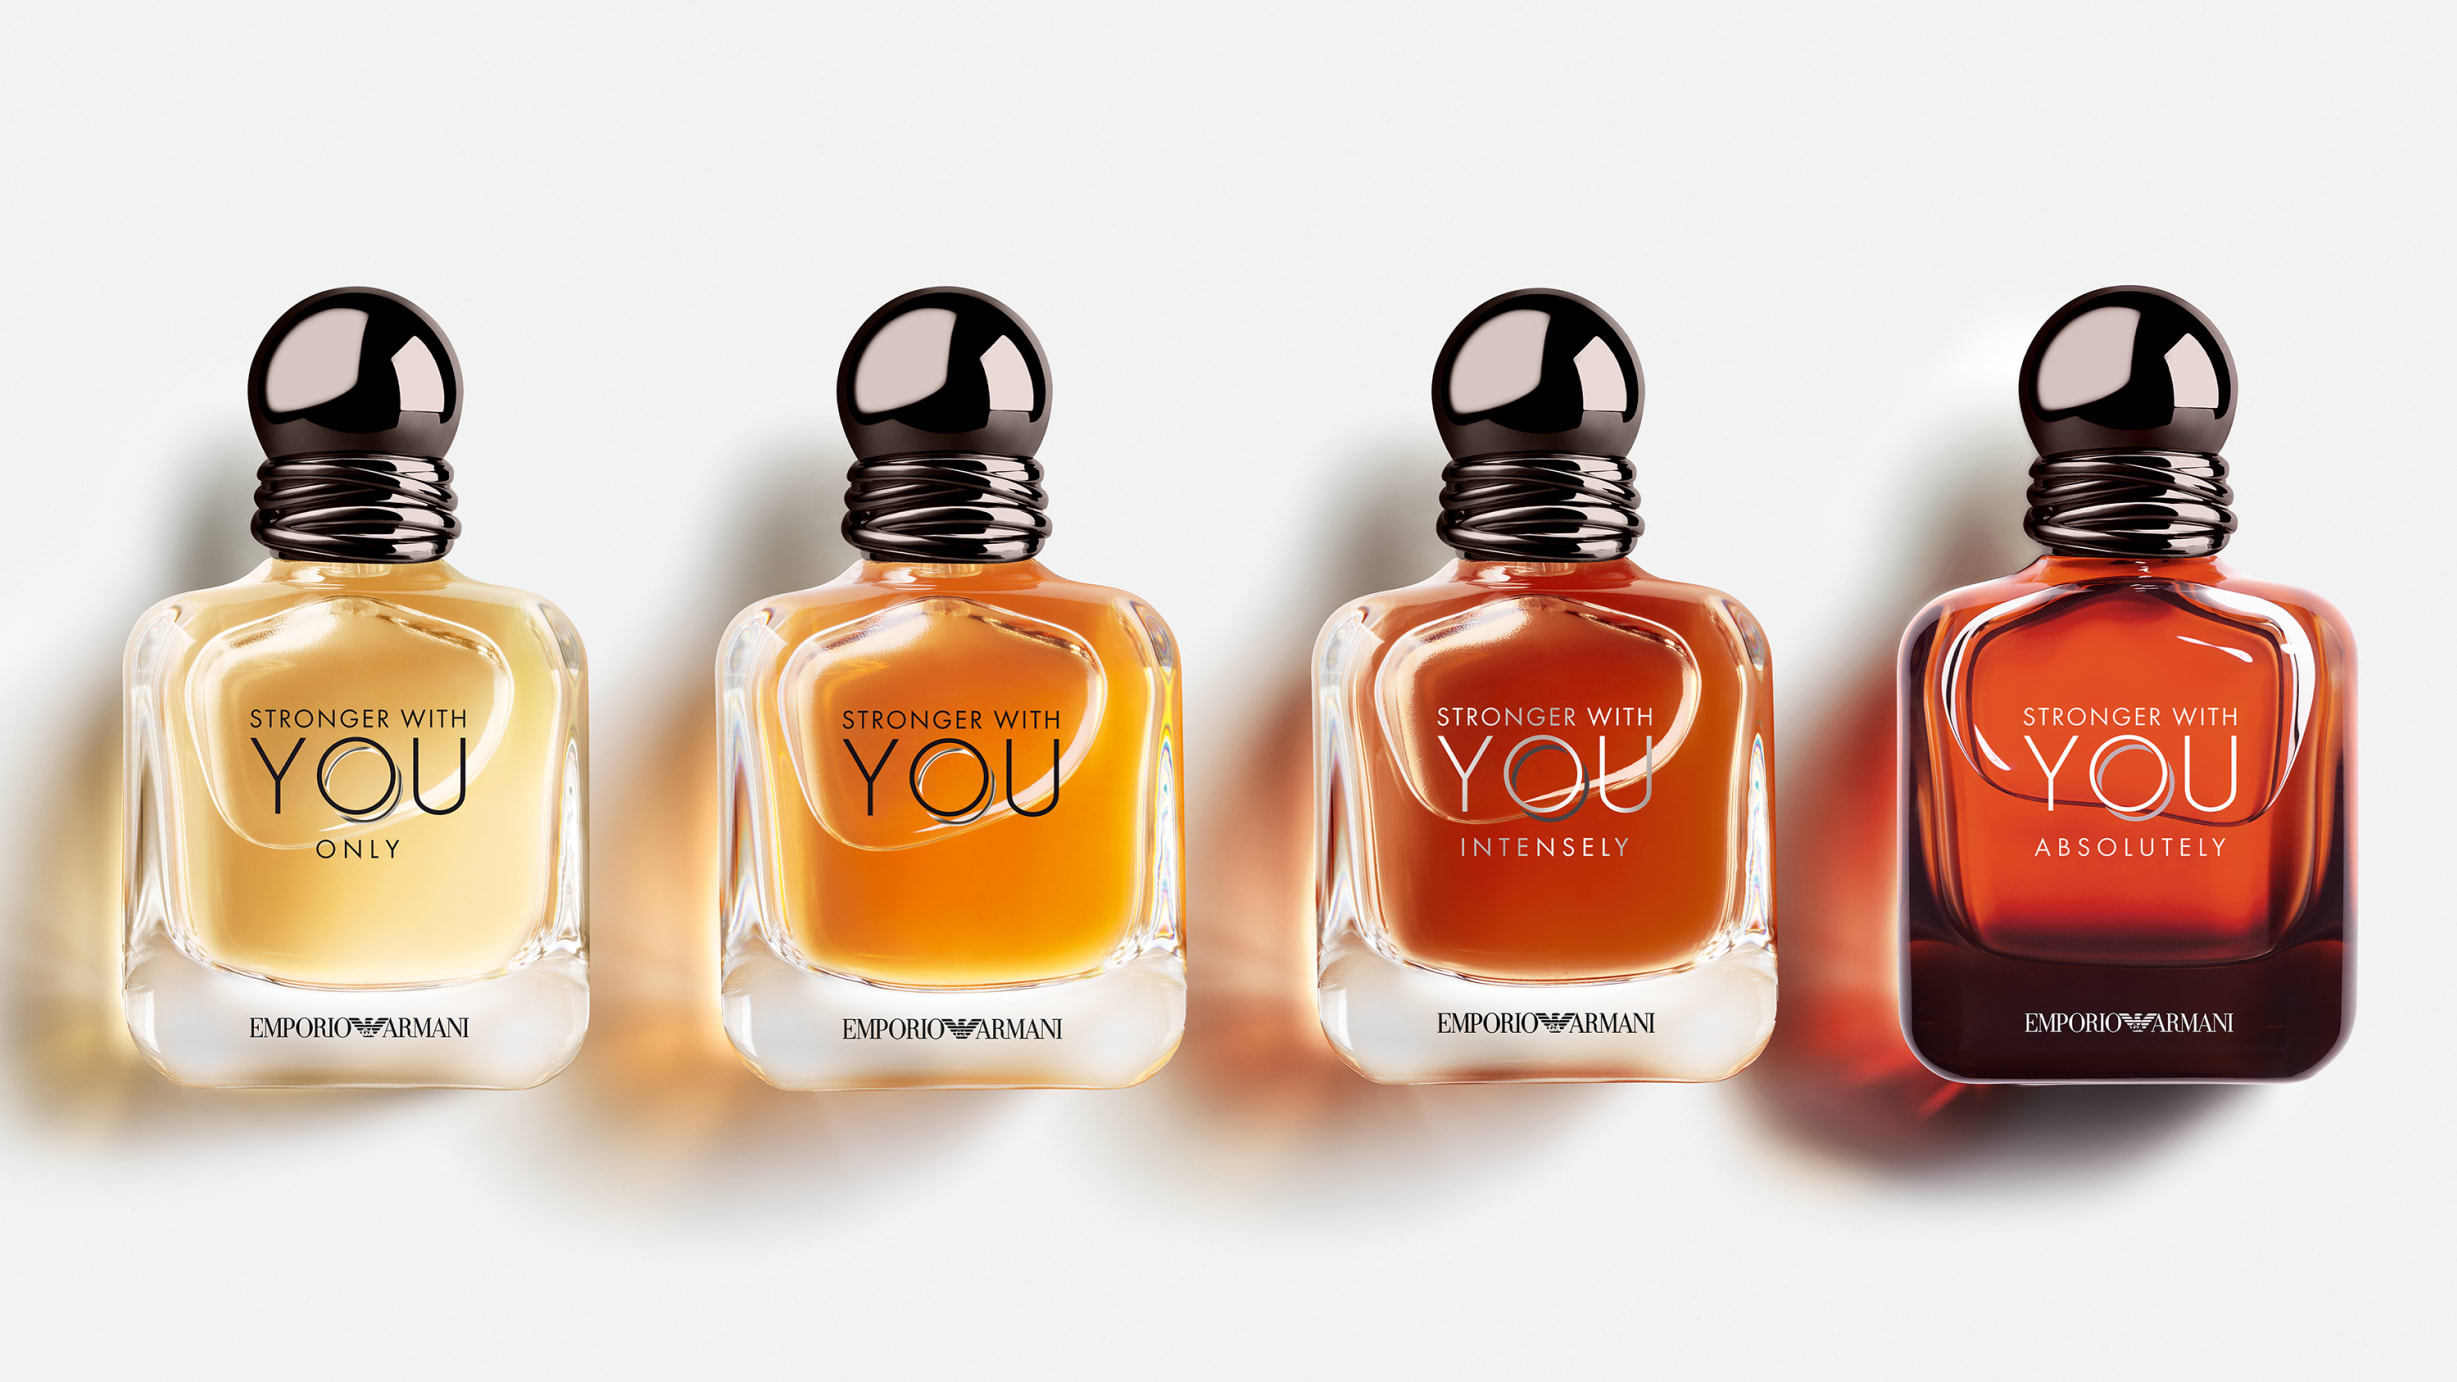 STRONGER WITH
YOU
ONLY
EMPORIO ARMANI
STRONGER WITH
YOU
EMPORIO ARMANI
STRONGER WITH
YOU
INTENSELY
EMPORIO ARMANI
STRONGER WITH
YOU
ABSOLUTELY
EMPORIO ARMANI